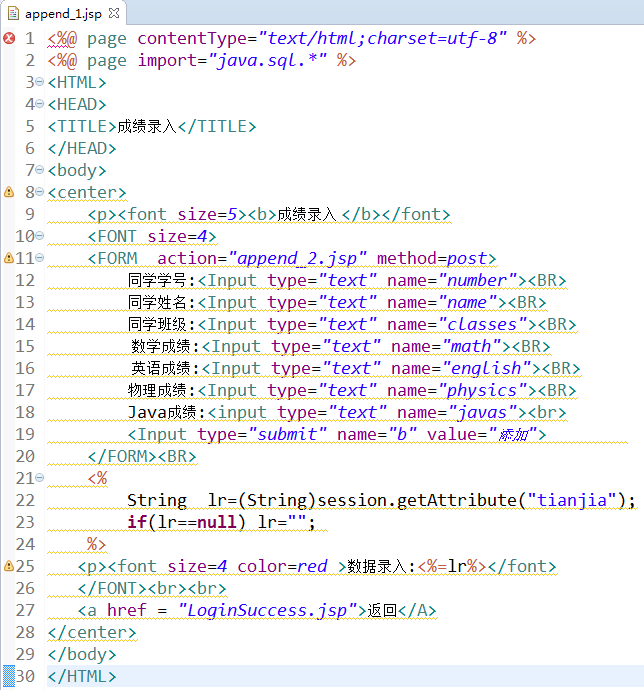 append_1.jsp
1 <%@ page contentType="text/html;charset=utf-8" %>
2 <%@ page import="java.sql.*" %>
3 <HTML>
4 <HEAD>
5 <TITLE>成绩录入</TITLE>
6 </HEAD>
7 <body>
8 <center>
9 <p><font size=5><b>成绩录入 </b></font>
10 <FONT size=4>
11 <FORM  action="append_2.jsp" method=post>
12 同学学号:<Input type="text" name="number"><BR>
13 同学姓名:<Input type="text" name="name"><BR>
14 同学班级:<Input type="text" name="classes"><BR>
15 数学成绩:<Input type="text" name="math"><BR>
16 英语成绩:<Input type="text" name="english"><BR>
17 物理成绩:<Input type="text" name="physics"><BR>
18 Java成绩:<input type="text" name="javas"><br>
19 <Input type="submit" name="b" value="添加">
20 </FORM><BR>
21 <%
22 String  lr=(String)session.getAttribute("tianjia");
23 if(lr==null) lr="";
24 %>
25 <p><font size=4 color=red >数据录入:<%=lr%></font>
26 </FONT><br><br>
27 <a href = "LoginSuccess.jsp">返回</A>
28 </center>
29 </body>
30 </HTML>